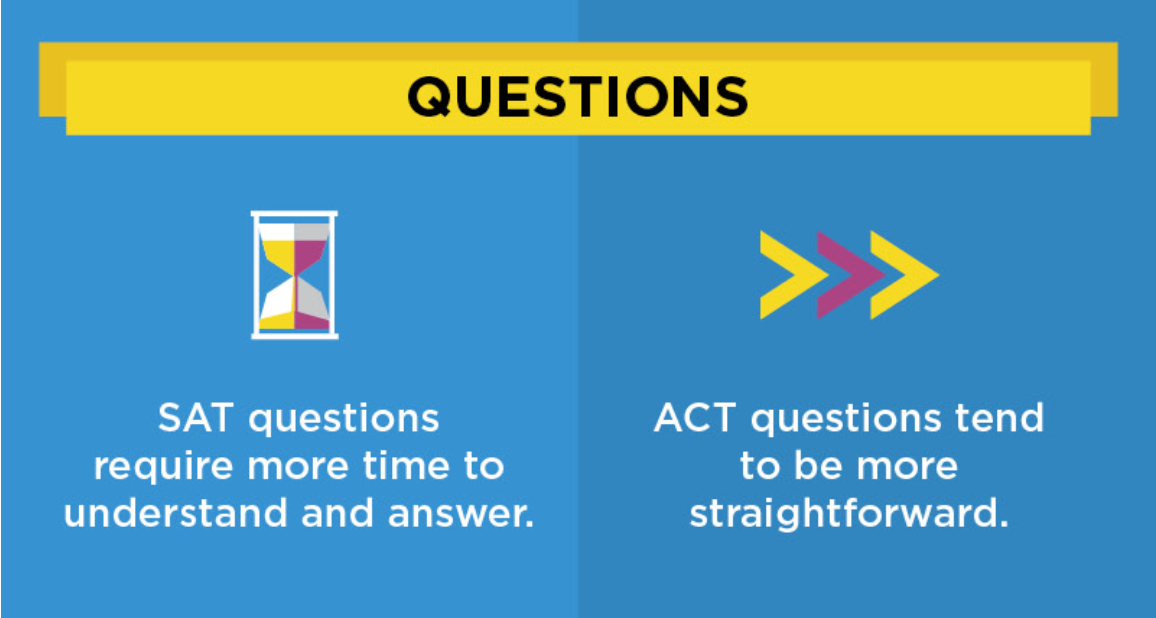 QUESTIONS
SAT questions
require more time to
understand and answer.
ACT questions tend
to be more
straightforward.